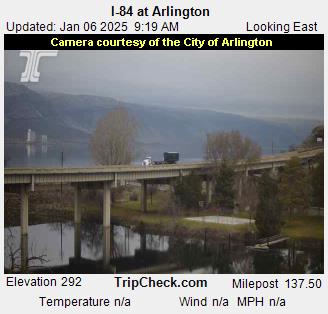 I-84 at Arlington
Updated: Jan 06 2025 9:19 AM Looking East
Camera courtesy of the City of Arlington
Elevation 292 TripCheck.com Milepost 137.50
Temperature n/a Wind n/a MPH n/a